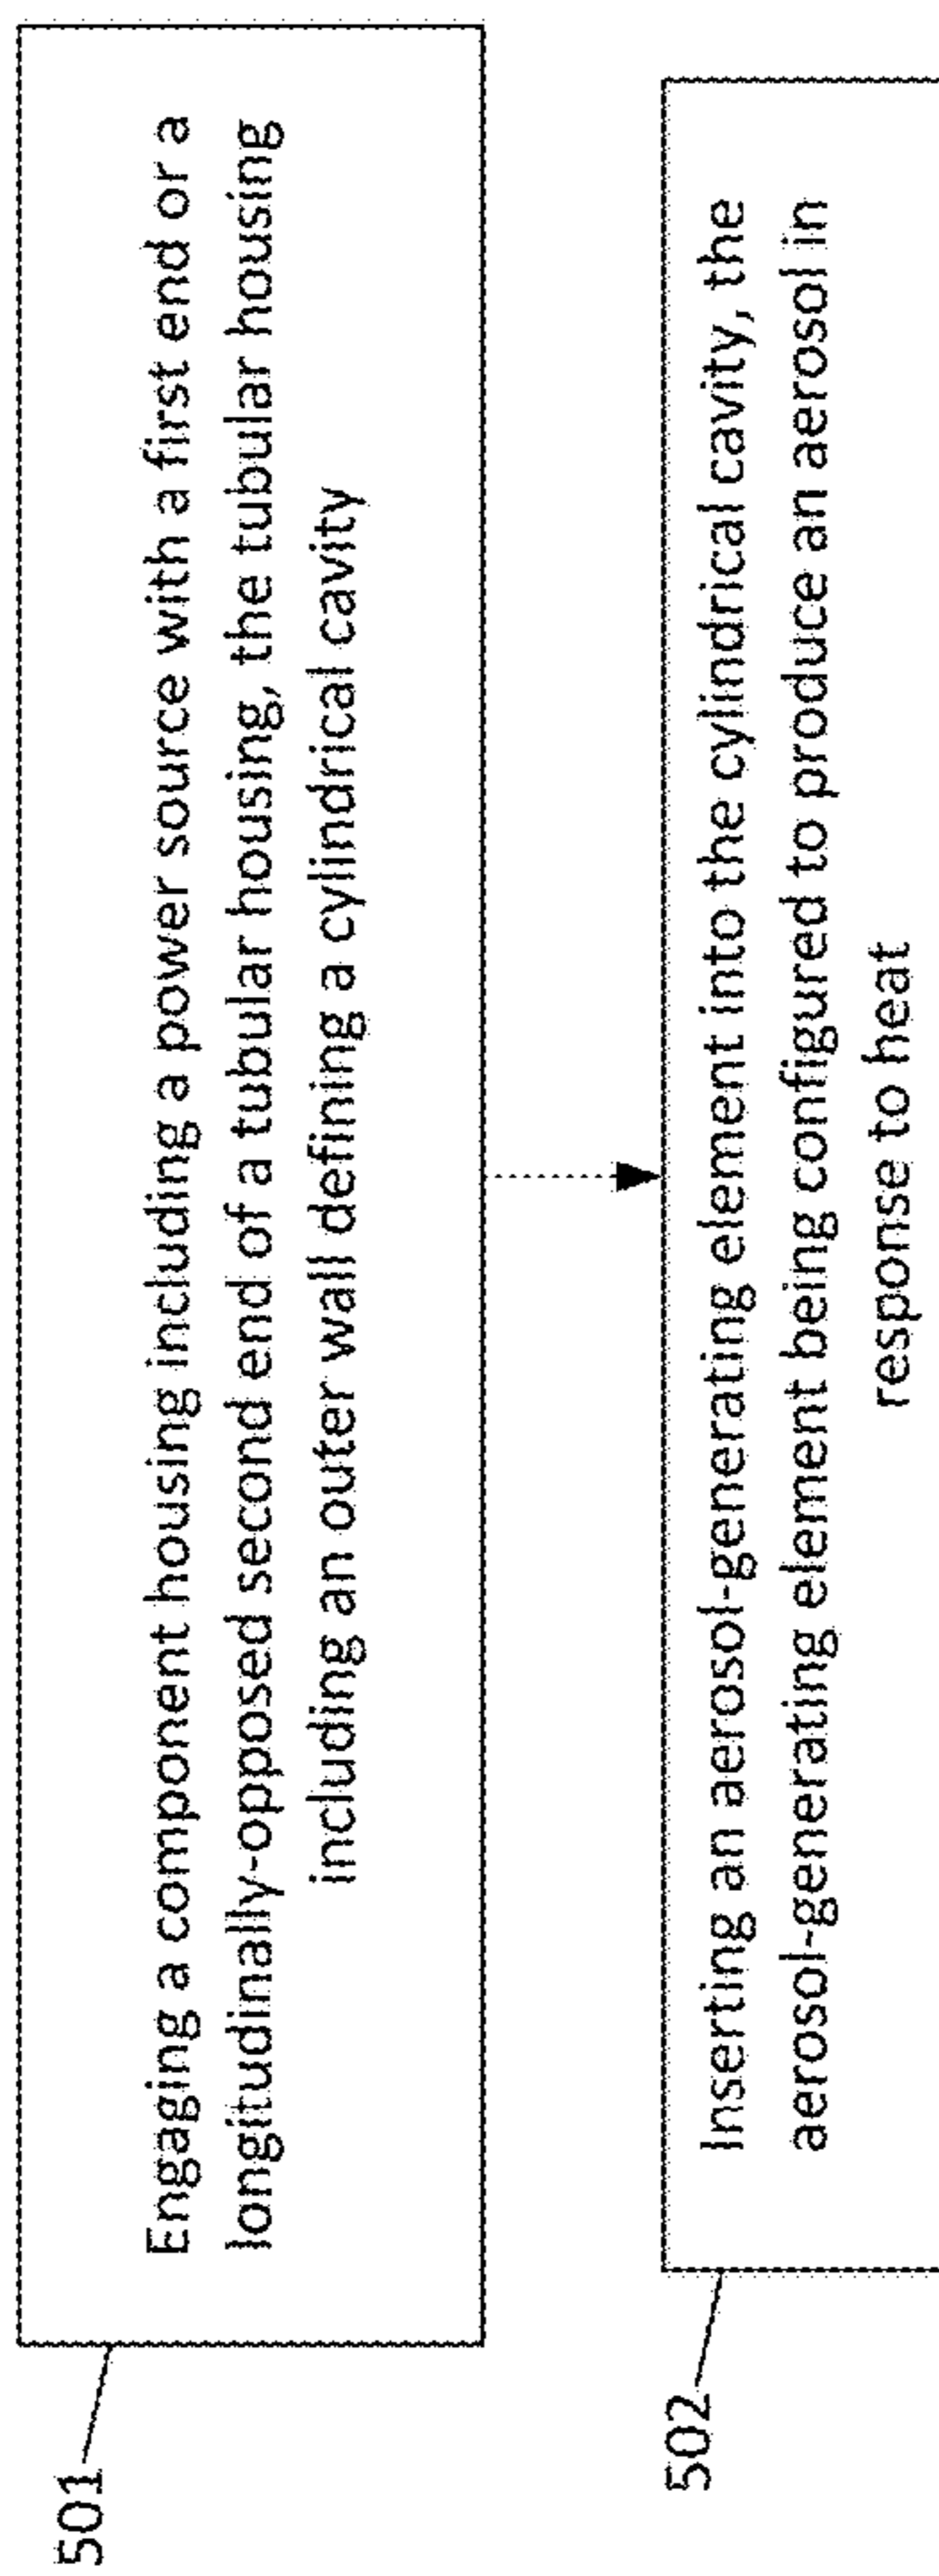 501
Engaging a component housing including a power source with a first end or a
longitudinally-opposed second end of a tubular housing, the tubular housing
including an outer wall defining a cylindrical cavity
502
Inserting an aerosol-generating element into the cylindrical cavity, the
aerosol-generating element being configured to produce an aerosol in
response to heat